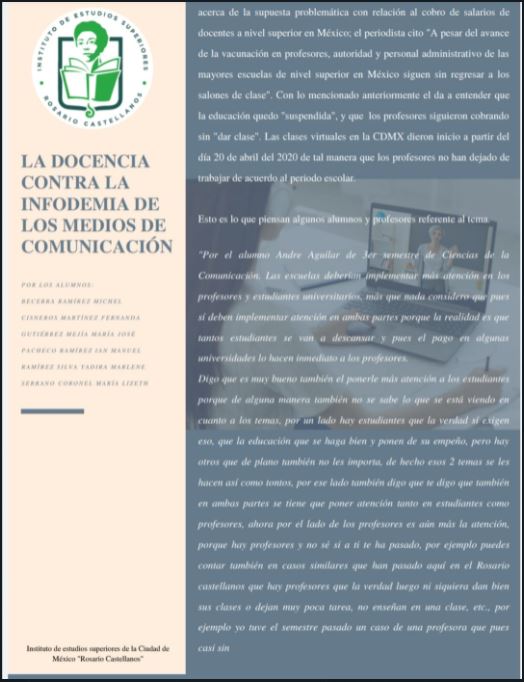 INSTITUTO DE ESTUDIOS SUPERIORES
ROSARIO CASTELLANOS
LA DOCENCIA
CONTRA LA
INFODEMIA DE
LOS MEDIOS DE
COMUNICACIÓN
POR LOS ALUMNOS:
BECERRA RAMÍREZ MICHEL
CISNEROS MARTÍNEZ FERNANDA
GUTIÉRREZ MEJÍA MARÍA JOSÉ
PACHECO RAMÍREZ IAN MANUEL
RAMÍREZ SILVA YADIRA MARLENE
SERRANO CORONEL MARÍA LIZETH
Instituto de estudios superiores de la Ciudad de
México "Rosario Castellanos"
acerca de la supuesta problemática con relación al cobro de salarios de
docentes a nivel superior en México; el periodista cito "A pesar del avance
de la vacunación en profesores, autoridad y personal administrativo de las
mayores escuelas de nivel superior en México siguen sin regresar a los
salones de clase". Con lo mencionado anteriormente el da a entender que
la educación quedo "suspendida", y que los profesores siguieron cobrando
sin "dar clase". Las clases virtuales en la CDMX dieron inicio a partir del
día 20 de abril del 2020 de tal manera que los profesores no han dejado de
trabajar de acuerdo al periodo escolar.
Esto es lo que piensan algunos alumnos y profesores referente al tema.
"Por el alumno Andre Aguilar de 3er semestre de Ciencias de la
Comunicación. Las escuelas deberían implementar más atención en los
profesores y estudiantes universitarios, más que nada considero que pues
sí deben implementar atención en ambas partes porque la realidad es que
tantos estudiantes se van a descansar y pues el pago en algunas
universidades lo hacen inmediato a los profesores.
Digo que es muy bueno también el ponerle más atención a los estudiantes
porque de alguna manera también no se sabe lo que se está viendo en
cuanto a los temas, por un lado hay estudiantes que la verdad si exigen
eso, que la educación que se haga bien y ponen de su empeño, pero hay
otros que de plano también no les importa, de hecho esos 2 temas se les
hacen así como tontos, por ese lado también digo que te digo que también
en ambas partes se tiene que poner atención tanto en estudiantes como
profesores, ahora por el lado de los profesores es aún más la atención,
porque hay profesores y no sé si a ti te ha pasado, por ejemplo puedes
contar también en casos similares que han pasado aquí en el Rosario
castellanos que hay profesores que la verdad luego ni siquiera dan bien
sus clases o dejan muy poca tarea, no enseñan en una clase, etc., por
ejemplo yo tuve el semestre pasado un caso de una profesora que pues
casi sin